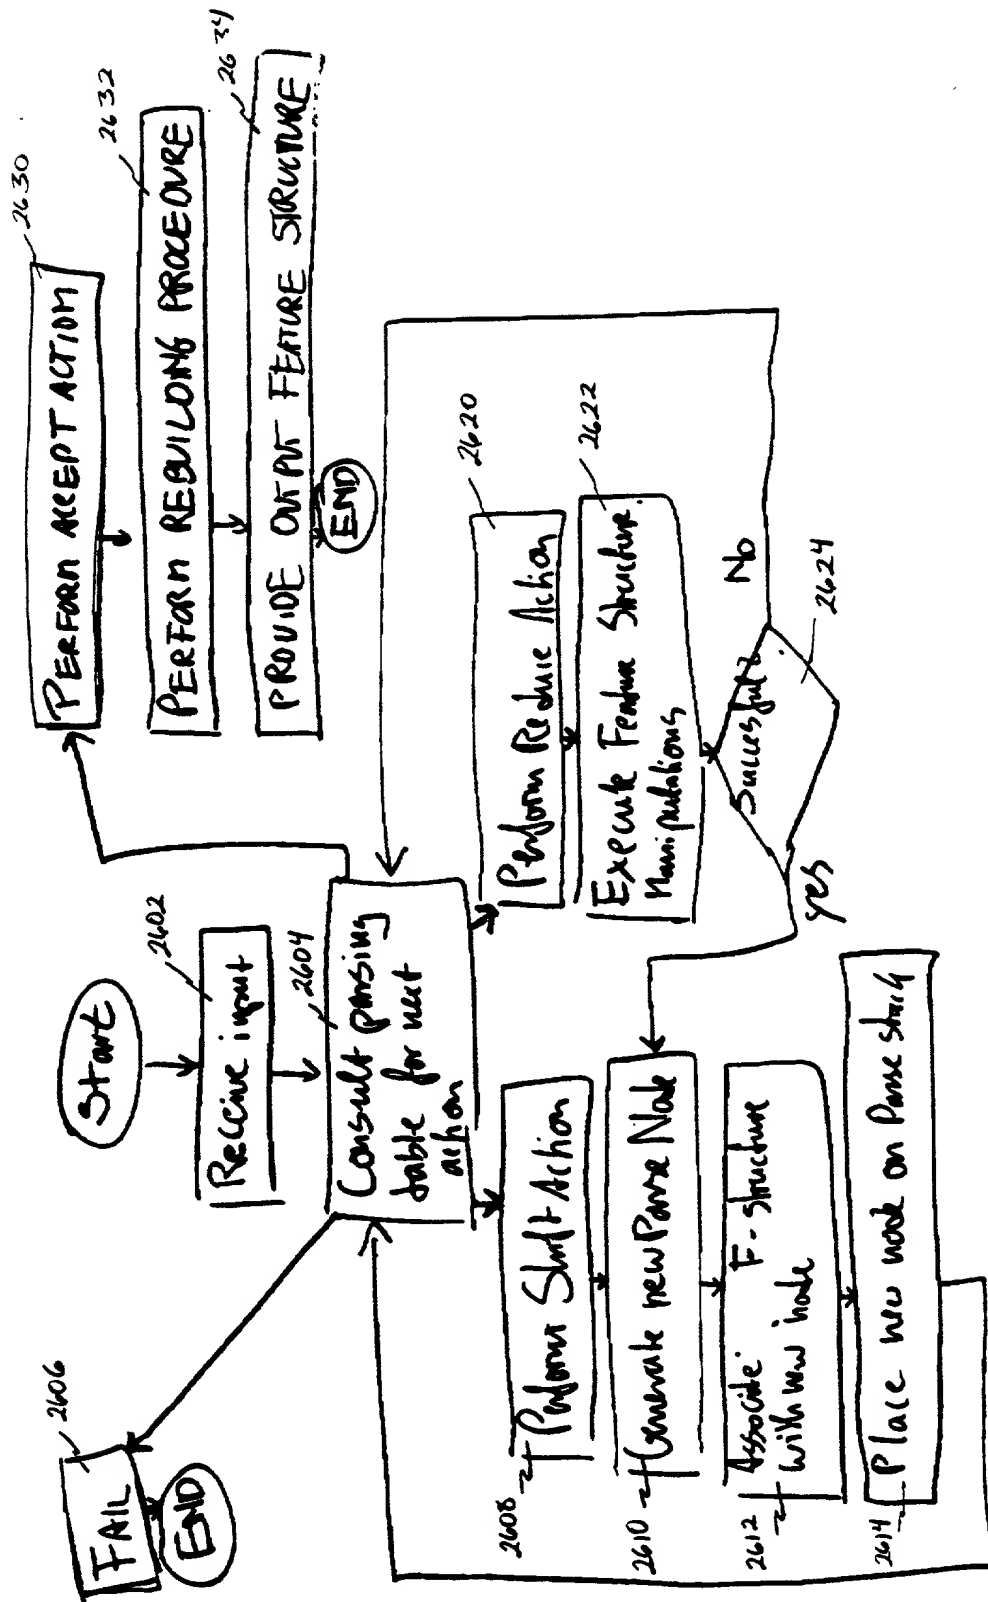 Start
2602
Receive input
2604
Consult parsing
table for next
action
2606
FAIL
END
2630
PERFORM ACCEPT ACTION
2632
PERFORM REBUILDING PROCEDURE
2634
PROVIDE OUTPUT FEATURE STRUCTURE
END
2608
Perform Shift Action
2610
Generate new Parse Node
2612
Associate F-structure
with new node
2614
Place new node on Parse stack
2620
Perform Reduce Action
2622
Execute Feature Structure
Manipulations
Successful?
2624
No
yes